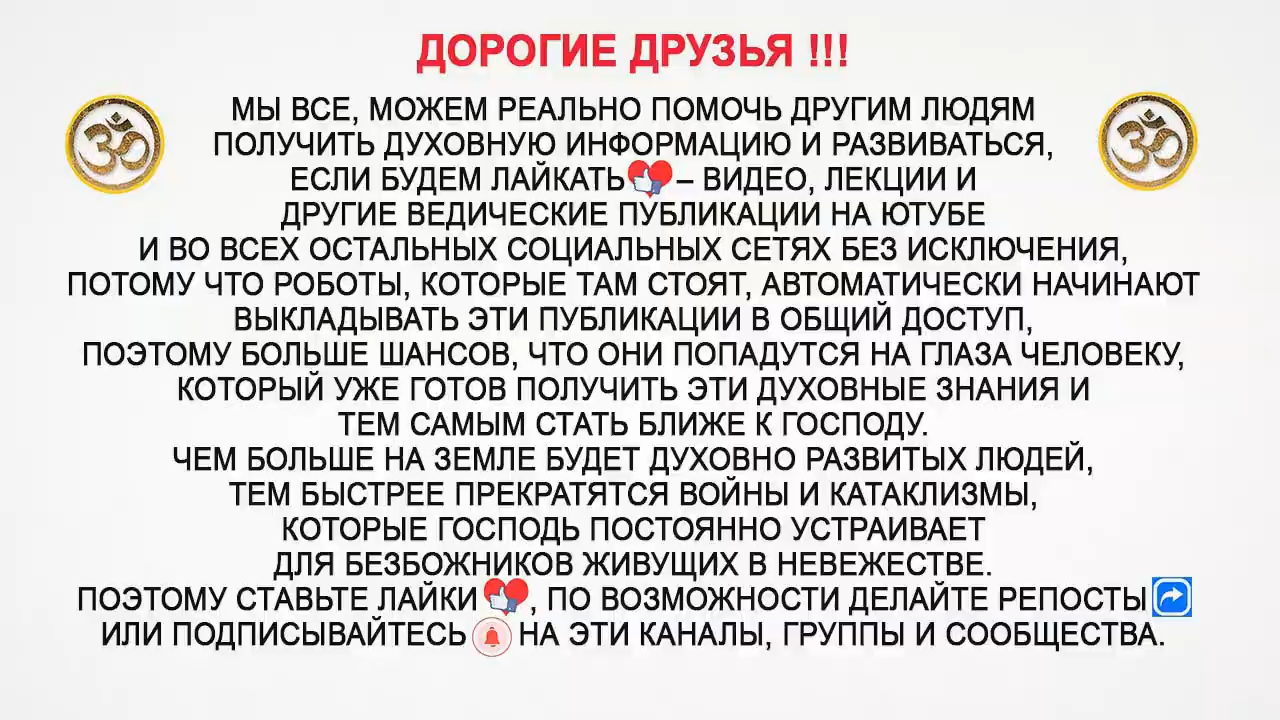 ДОРОГИЕ ДРУЗЬЯ !!!
МЫ ВСЕ, МОЖЕМ РЕАЛЬНО ПОМОЧЬ ДРУГИМ ЛЮДЯМ
ПОЛУЧИТЬ ДУХОВНУЮ ИНФОРМАЦИЮ И РАЗВИВАТЬСЯ,
ЕСЛИ БУДЕМ ЛАЙКАТЬ – ВИДЕО, ЛЕКЦИИ И
ДРУГИЕ ВЕДИЧЕСКИЕ ПУБЛИКАЦИИ НА ЮТУБЕ
И ВО ВСЕХ ОСТАЛЬНЫХ СОЦИАЛЬНЫХ СЕТЯХ БЕЗ ИСКЛЮЧЕНИЯ,
ПОТОМУ ЧТО РОБОТЫ, КОТОРЫЕ ТАМ СТОЯТ, АВТОМАТИЧЕСКИ НАЧИНАЮТ
ВЫКЛАДЫВАТЬ ЭТИ ПУБЛИКАЦИИ В ОБЩИЙ ДОСТУП,
ПОЭТОМУ БОЛЬШЕ ШАНСОВ, ЧТО ОНИ ПОПАДУТСЯ НА ГЛАЗА ЧЕЛОВЕКУ,
КОТОРЫЙ УЖЕ ГОТОВ ПОЛУЧИТЬ ЭТИ ДУХОВНЫЕ ЗНАНИЯ И
ТЕМ САМЫМ СТАТЬ БЛИЖЕ К ГОСПОДУ.
ЧЕМ БОЛЬШЕ НА ЗЕМЛЕ БУДЕТ ДУХОВНО РАЗВИТЫХ ЛЮДЕЙ,
ТЕМ БЫСТРЕЕ ПРЕКРАТЯТСЯ ВОЙНЫ И КАТАКЛИЗМЫ,
КОТОРЫЕ ГОСПОДЬ ПОСТОЯННО УСТРАИВАЕТ
ДЛЯ БЕЗБОЖНИКОВ ЖИВУЩИХ В НЕВЕЖЕСТВЕ.
ПОЭТОМУ СТАВЬТЕ ЛАЙКИ , ПО ВОЗМОЖНОСТИ ДЕЛАЙТЕ РЕПОСТЫ
ИЛИ ПОДПИСЫВАЙТЕСЬ НА ЭТИ КАНАЛЫ, ГРУППЫ И СООБЩЕСТВА.
ॐ
ॐ